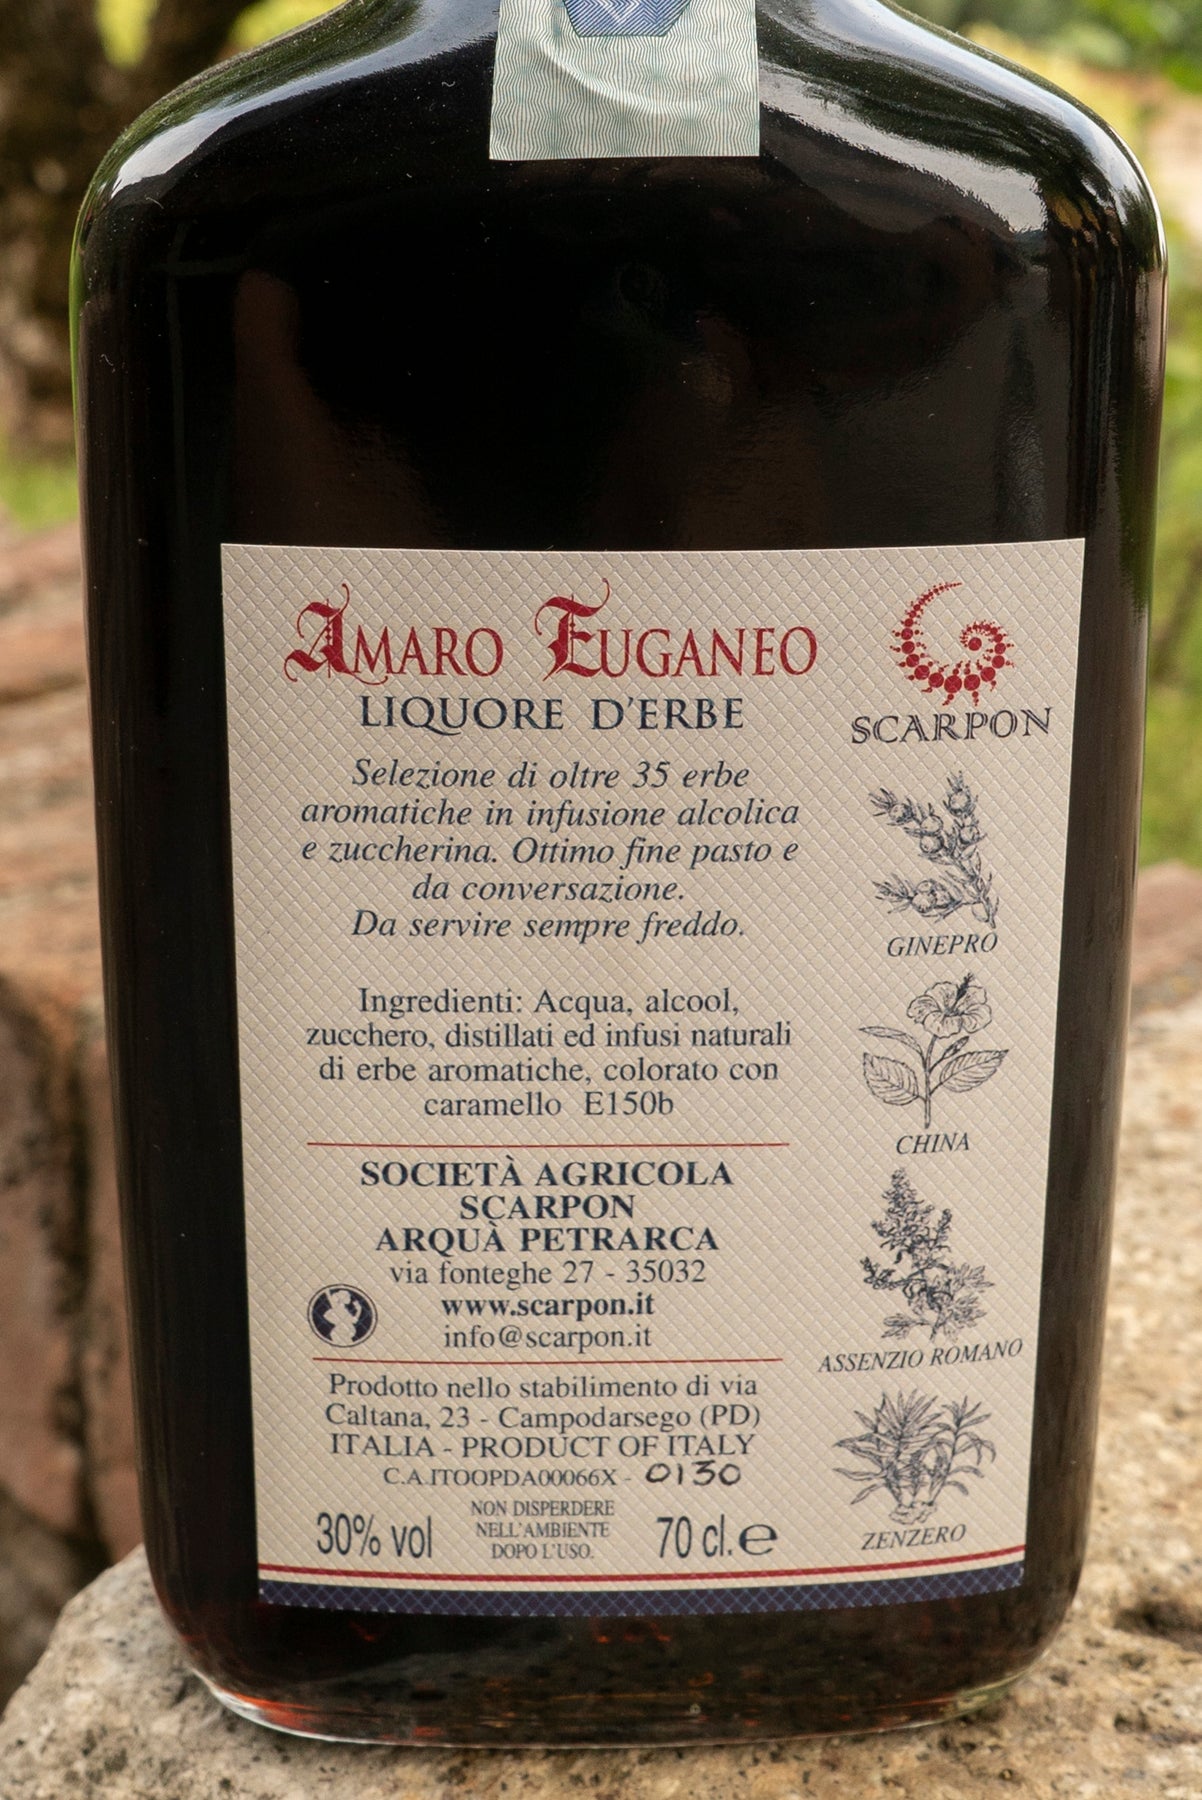 AMARO EUGANEO
LIQUORE D'ERBE
Selezione di oltre 35 erbe
aromatiche in infusione alcolica
e zuccherina. Ottimo fine pasto e
da conversazione.
Da servire sempre freddo.
Ingredienti: Acqua, alcool,
zucchero, distillati ed infusi naturali
di erbe aromatiche, colorato con
caramello E150b
SOCIETÀ AGRICOLA
SCARPON
ARQUÀ PETRARCA
via fonteghe 27 - 35032
www.scarpon.it
info@scarpon.it
Prodotto nello stabilimento di via
Caltana, 23 - Campodarsego (PD)
ITALIA - PRODUCT OF ITALY
C.A.ITOOPDA00066X - 0130
30% vol
NON DISPERDERE
NELL'AMBIENTE
DOPO L'USO.
70 cl. e
SCARPON
GINEPRO
CHINA
ASSENZIO ROMANO
ZENZERO